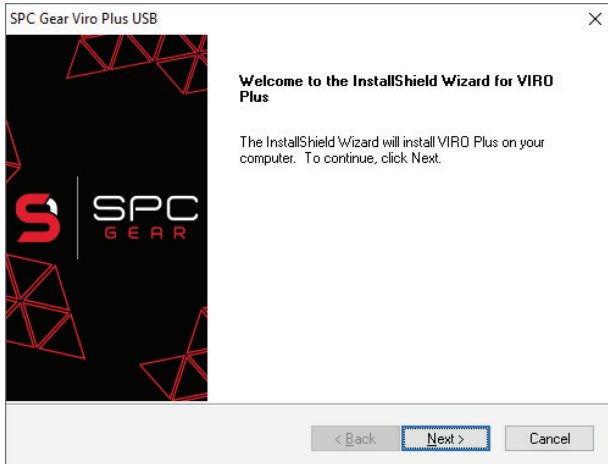 SPC Gear Viro Plus USB
Welcome to the InstallShield Wizard for VIRO
Plus
The InstallShield Wizard will install VIRO Plus on your
computer. To continue, click Next.
SPC
GEAR
< Back
Next >
Cancel